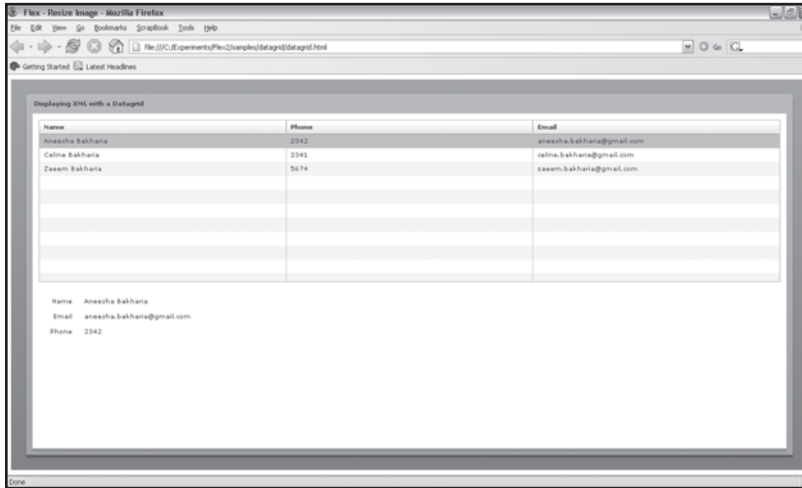 Flex - Resize Image - Mozilla Firefox
File Edit View Go Bookmarks ScrapBook Tools Help
file:///C:/Experiments/Flex2/samples/datagrid/datagrid.html Go
Getting Started Latest Headlines
Displaying XML with a Datagrid
Name Phone Email
Aneesha Bakharia 2342 aneesha.bakharia@gmail.com
Celine Bakharia 2341 celine.bakharia@gmail.com
Zaeem Bakharia 5674 zaeem.bakharia@gmail.com
Name Aneesha Bakharia
Email aneesha.bakharia@gmail.com
Phone 2342
Done